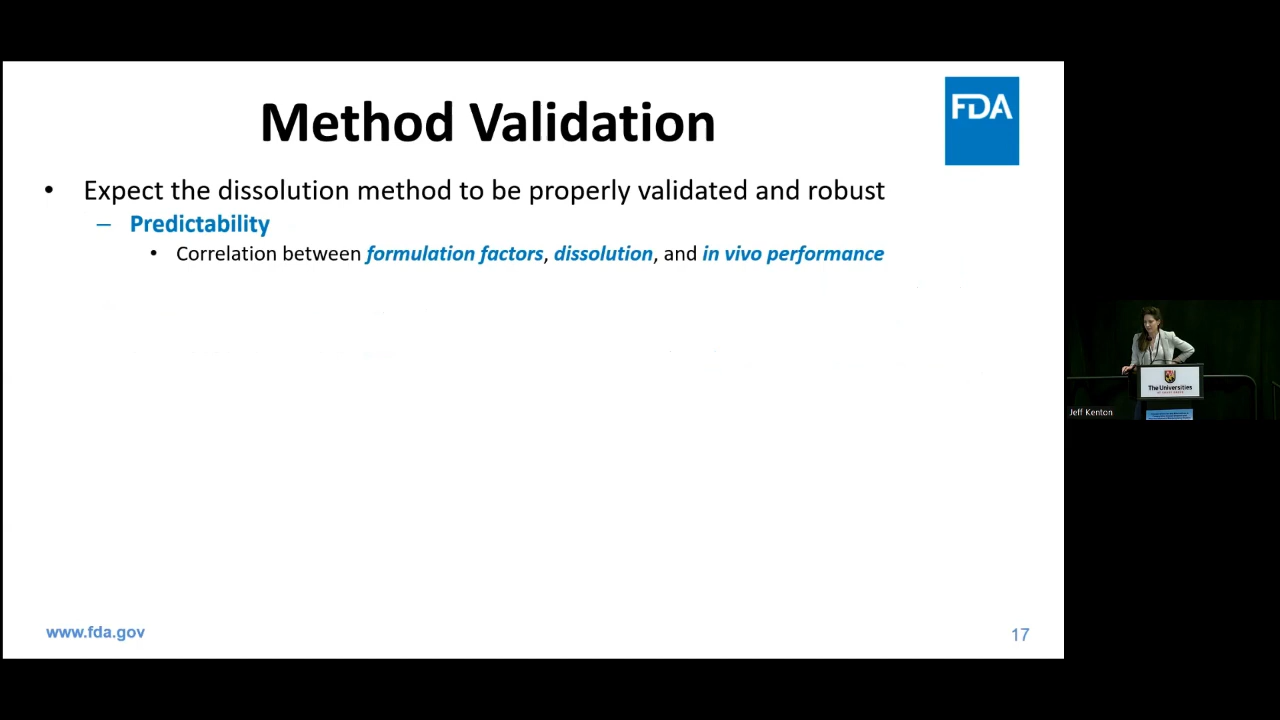 Method Validation
FDA
• Expect the dissolution method to be properly validated and robust
– Predictability
• Correlation between formulation factors, dissolution, and in vivo performance
www.fda.gov
17
The Universities
Jeff Kenton